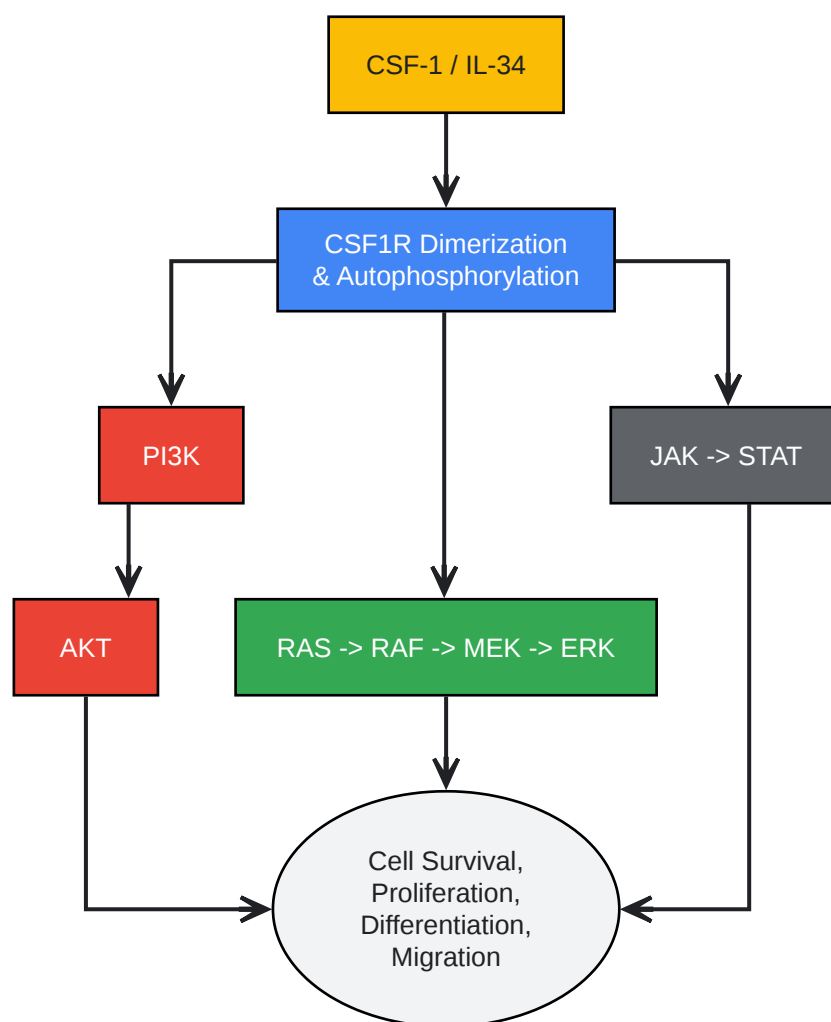 CSF-1 / IL-34
CSF1R Dimerization
& Autophosphorylation
PI3K
JAK -> STAT
AKT
RAS -> RAF -> MEK -> ERK
Cell Survival,
Proliferation,
Differentiation,
Migration